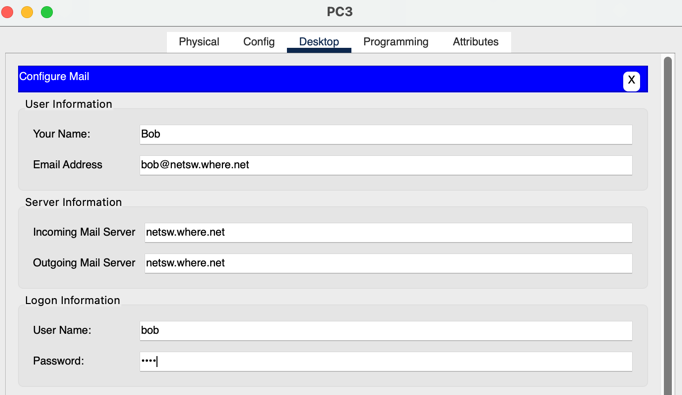 PC3
Physical Config Desktop Programming Attributes
Configure Mail X
User Information
Your Name: Bob
Email Address bob@netsw.where.net
Server Information
Incoming Mail Server netsw.where.net
Outgoing Mail Server netsw.where.net
Logon Information
User Name: bob
Password: ••••